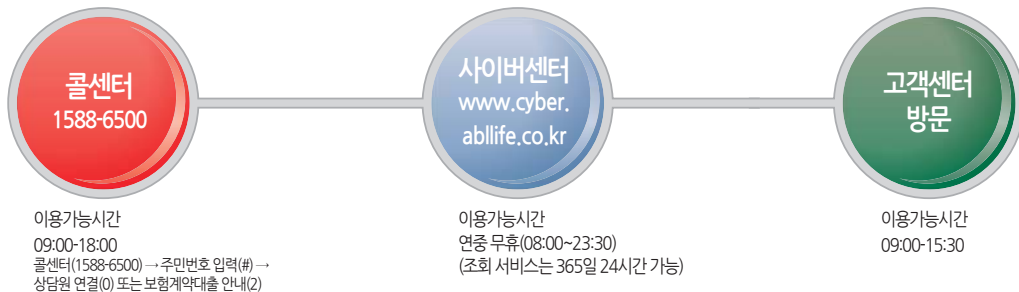 콜센터
1588-6500
이용가능시간
09:00-18:00
콜센터(1588-6500) → 주민번호 입력(#) →
상담원 연결(0) 또는 보험계약대출 안내(2)
사이버센터
www.cyber.
abllife.co.kr
이용가능시간
연중 무휴(08:00~23:30)
(조회 서비스는 365일 24시간 가능)
고객센터
방문
이용가능시간
09:00-15:30